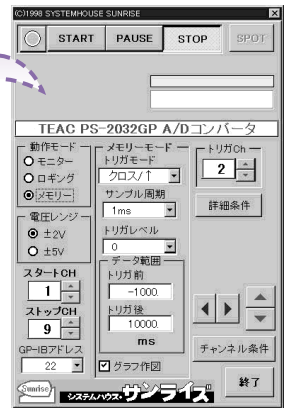 (C)1998 SYSTEMHOUSE SUNRISE
START PAUSE STOP SPOT
TEAC PS-2032GP A/Dコンバータ
動作モード
モニター
ロギング
メモリー
電圧レンジ
±2V
±5V
スタートCH
1
ストップCH
9
GP-IBアドレス
22
メモリーモード
トリガモード
クロス/↑
サンプル周期
1ms
トリガレベル
0
データ範囲
トリガ前
-1000.
トリガ後
10000.
ms
グラフ作図
トリガCh
2
詳細条件
チャンネル条件
Sunrise
システムハウス・サンライズ
終了